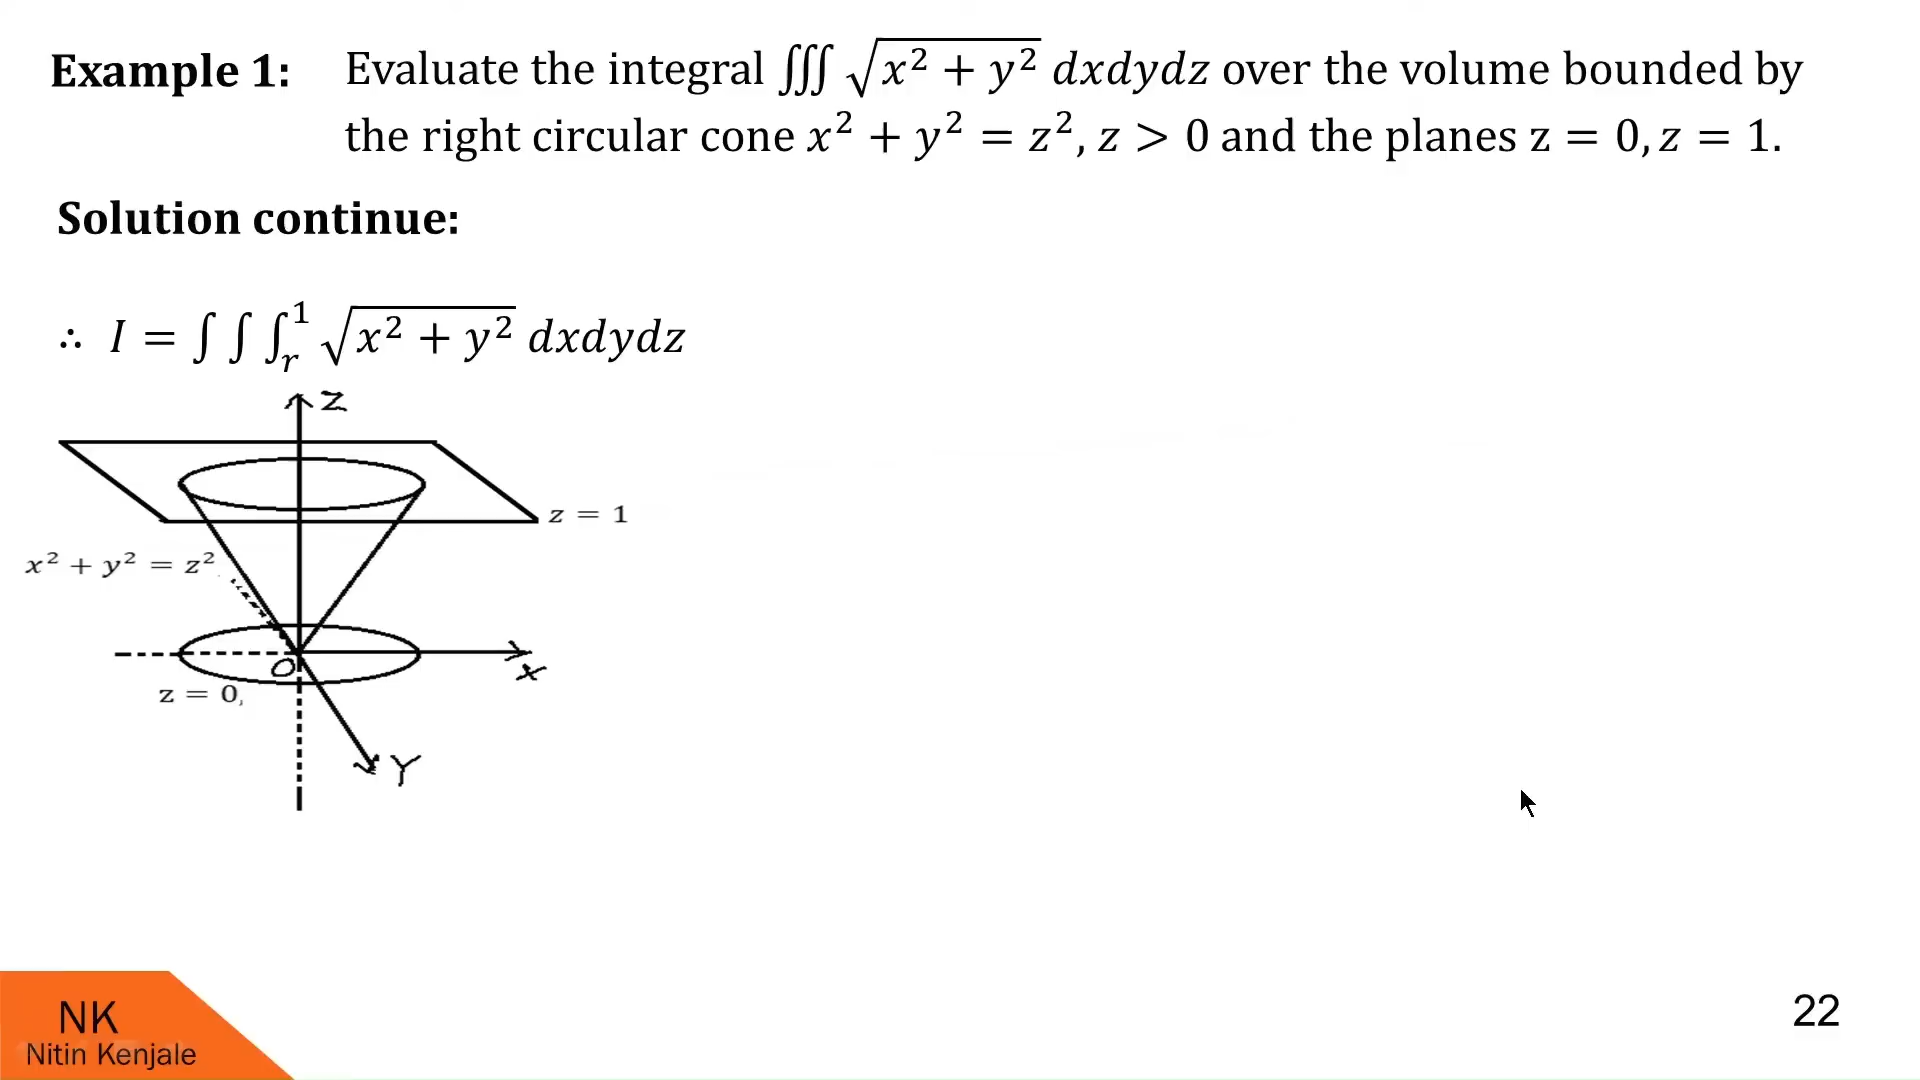 Example 1: Evaluate the integral ∭ √(x² + y²) dxdydz over the volume bounded by
the right circular cone x² + y² = z², z > 0 and the planes z = 0, z = 1.
Solution continue:
∴ I = ∫ ∫ ∫ᵣ¹ √(x² + y²) dxdydz
Z
z = 1
x² + y² = z²
O
X
z = 0,
Y
NK
Nitin Kenjale
22